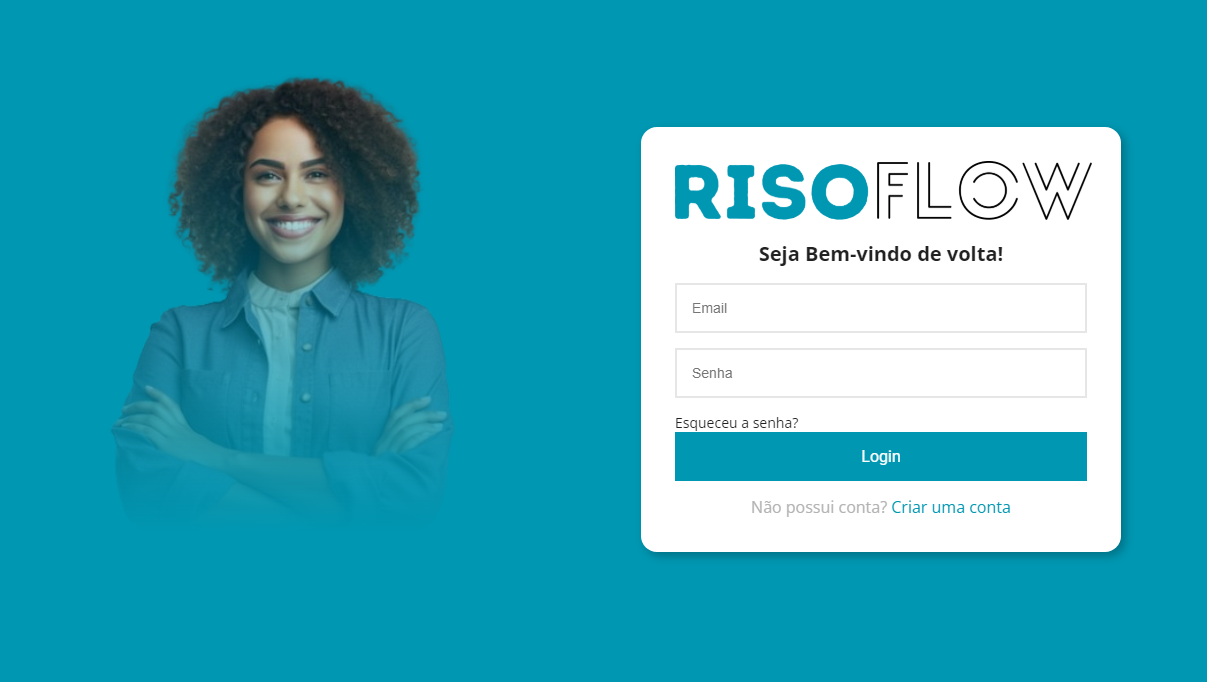 RISOFLOW
Seja Bem-vindo de volta!
Email
Senha
Esqueceu a senha?
Login
Não possui conta? Criar uma conta